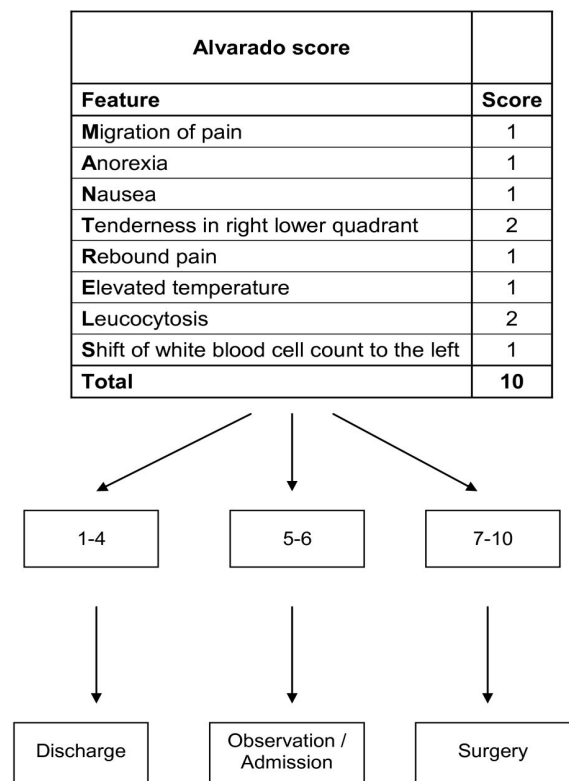 Alvarado score
Feature Score
Migration of pain 1
Anorexia 1
Nausea 1
Tenderness in right lower quadrant 2
Rebound pain 1
Elevated temperature 1
Leucocytosis 2
Shift of white blood cell count to the left 1
Total 10
1-4 5-6 7-10
Discharge
Observation /
Admission
Surgery